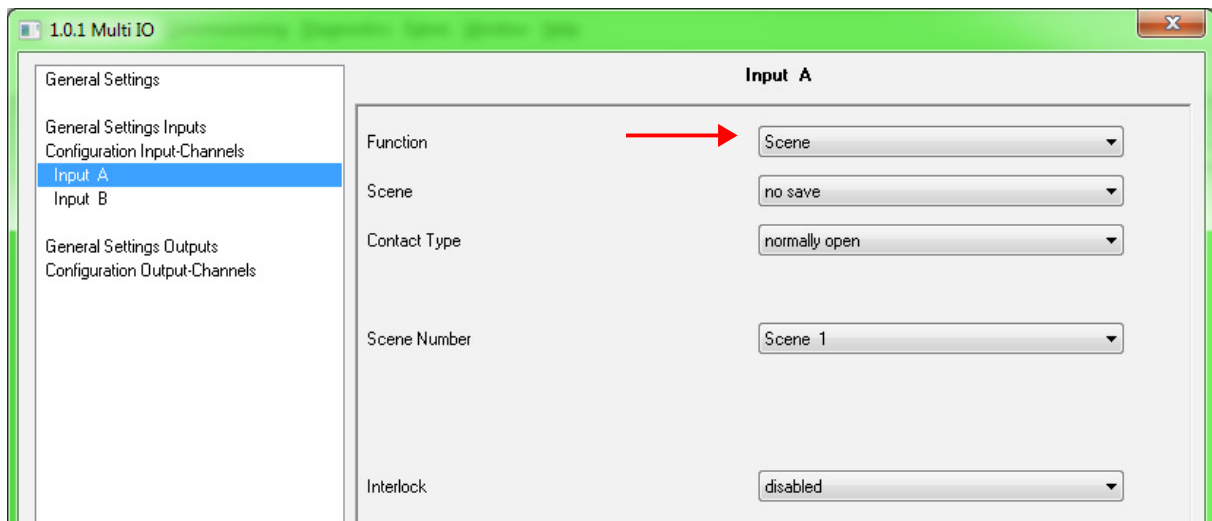 1.0.1 Multi IO
General Settings
General Settings Inputs
Configuration Input-Channels
Input A
Input B
General Settings Outputs
Configuration Output-Channels
Input A
Function
Scene
Scene
no save
Contact Type
normally open
Scene Number
Scene 1
Interlock
disabled